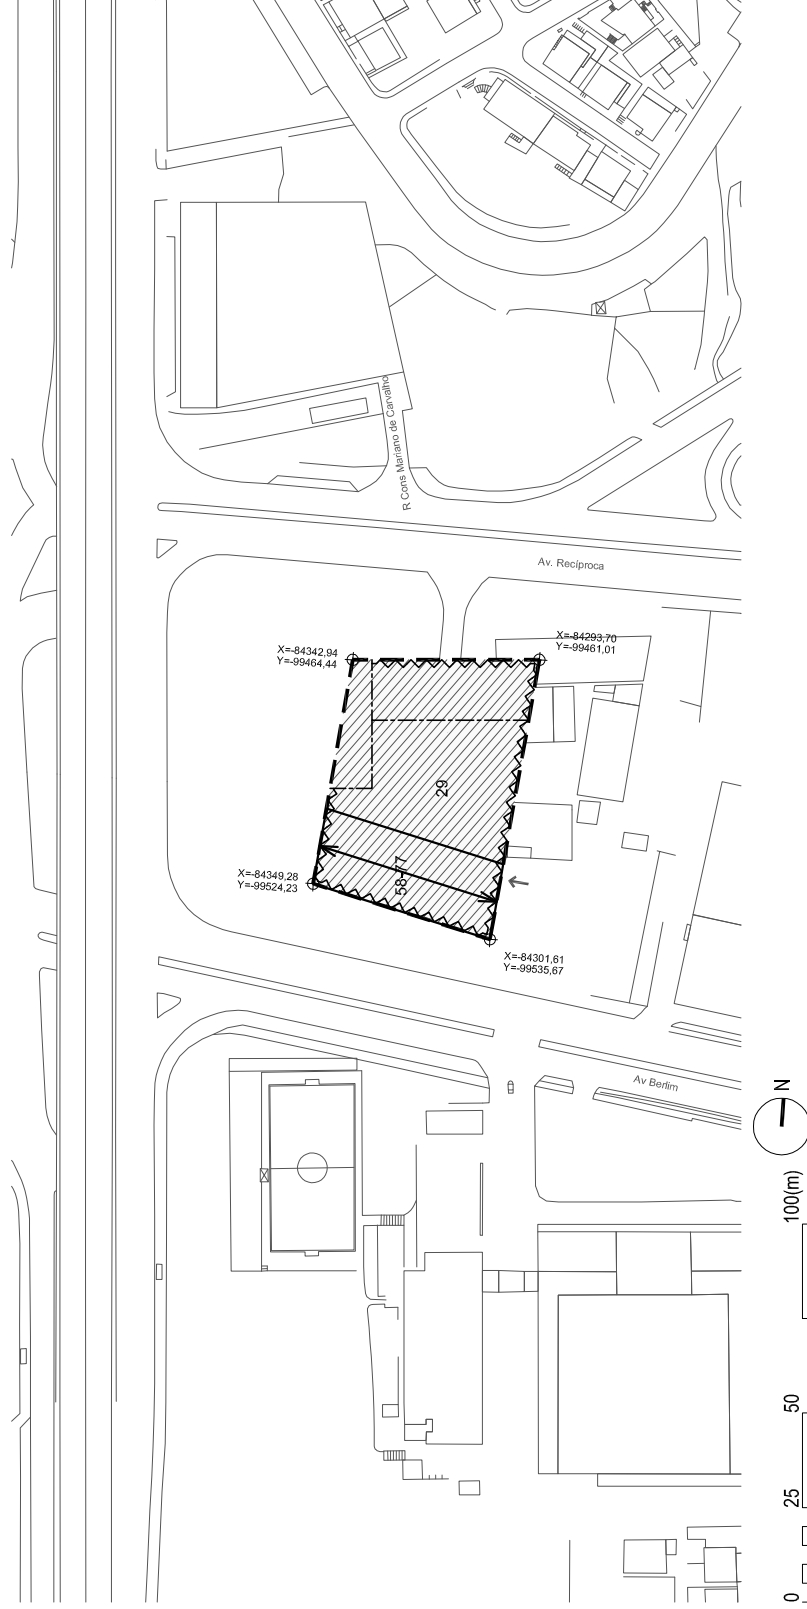 R Cons Mariano de Carvalho
Av. Recíproca
X=-84342,94
Y=-99464,44
X=-84293,70
Y=-99461,01
29
58-77
X=-84349,28
Y=-99524,23
X=-84301,61
Y=-99535,67
Av Berlim
N
100(m)
50
25
0